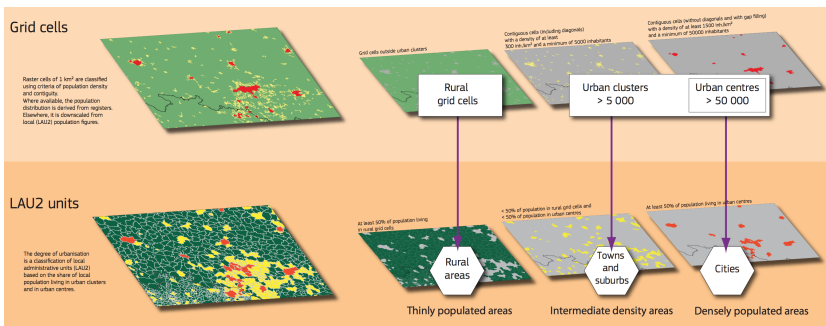 Grid cells
Raster cells of 1 km² are classified
using criteria of population density
and contiguity.
Where available, the population
distribution is derived from registers.
Elsewhere, it is downscaled from
local (LAU2) population figures.
Grid cells outside urban clusters
Contiguous cells (including diagonals)
with a density of at least
300 inh./km² and a minimum of 5000 inhabitants
Contiguous cells (without diagonals and with gap filling)
with a density of at least 1500 inh./km²
and a minimum of 50000 inhabitants
Rural
grid cells
Urban clusters
> 5 000
Urban centres
> 50 000
LAU2 units
The degree of urbanisation
is a classification of local
administrative units (LAU2)
based on the share of local
population living in urban clusters
and in urban centres.
At least 50% of population living
in rural grid cells
< 50% of population in rural grid cells and
< 50% of population in urban centres
At least 50% of population living in urban centres
Rural
areas
Towns
and
suburbs
Cities
Thinly populated areas
Intermediate density areas
Densely populated areas